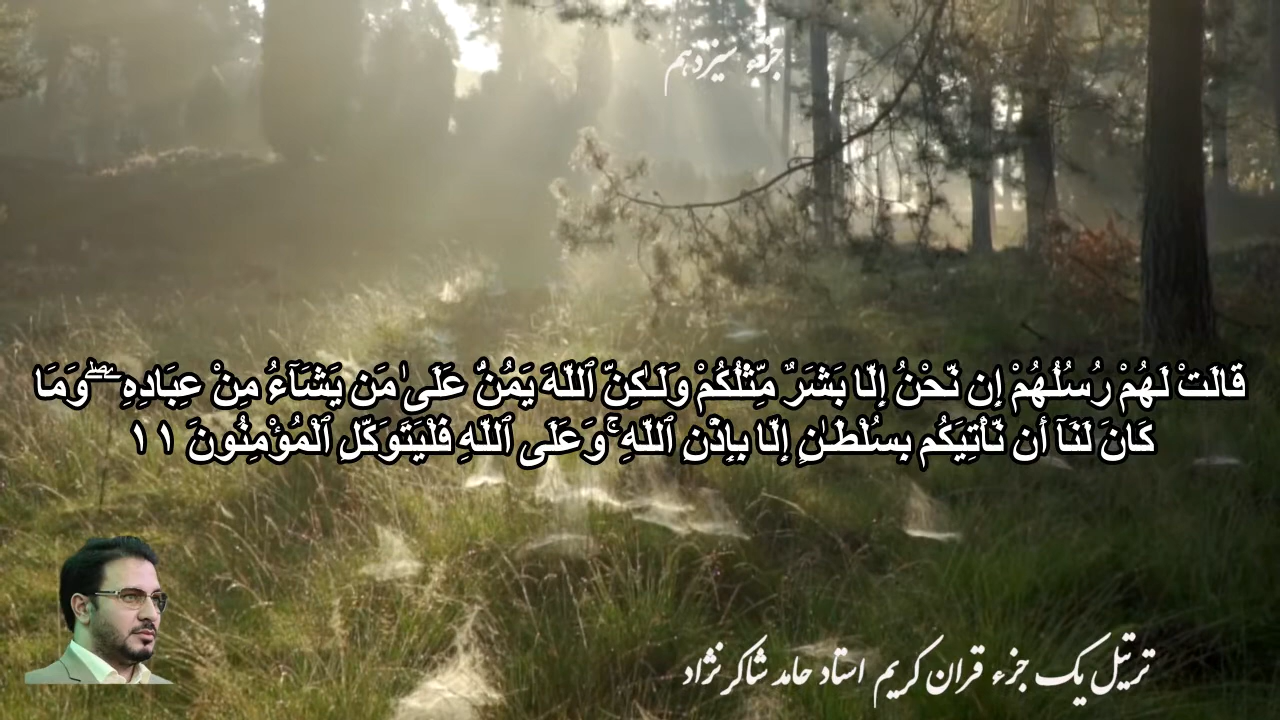 جزء سیزدهم
قَالَتْ لَهُمْ رُسُلُهُمْ إِن نَّحْنُ إِلَّا بَشَرٌ مِّثْلُكُمْ وَلَـٰكِنَّ ٱللَّهَ يَمُنُّ عَلَىٰ مَن يَشَآءُ مِنْ عِبَادِهِۦۖ وَمَا
كَانَ لَنَآ أَن نَّأْتِيَكُم بِسُلْطَـٰنٍ إِلَّا بِإِذْنِ ٱللَّهِۚ وَعَلَى ٱللَّهِ فَلْيَتَوَكَّلِ ٱلْمُؤْمِنُونَ ١١
ترتیل یک جزء قران کریم استاد حامد شاکرنژاد